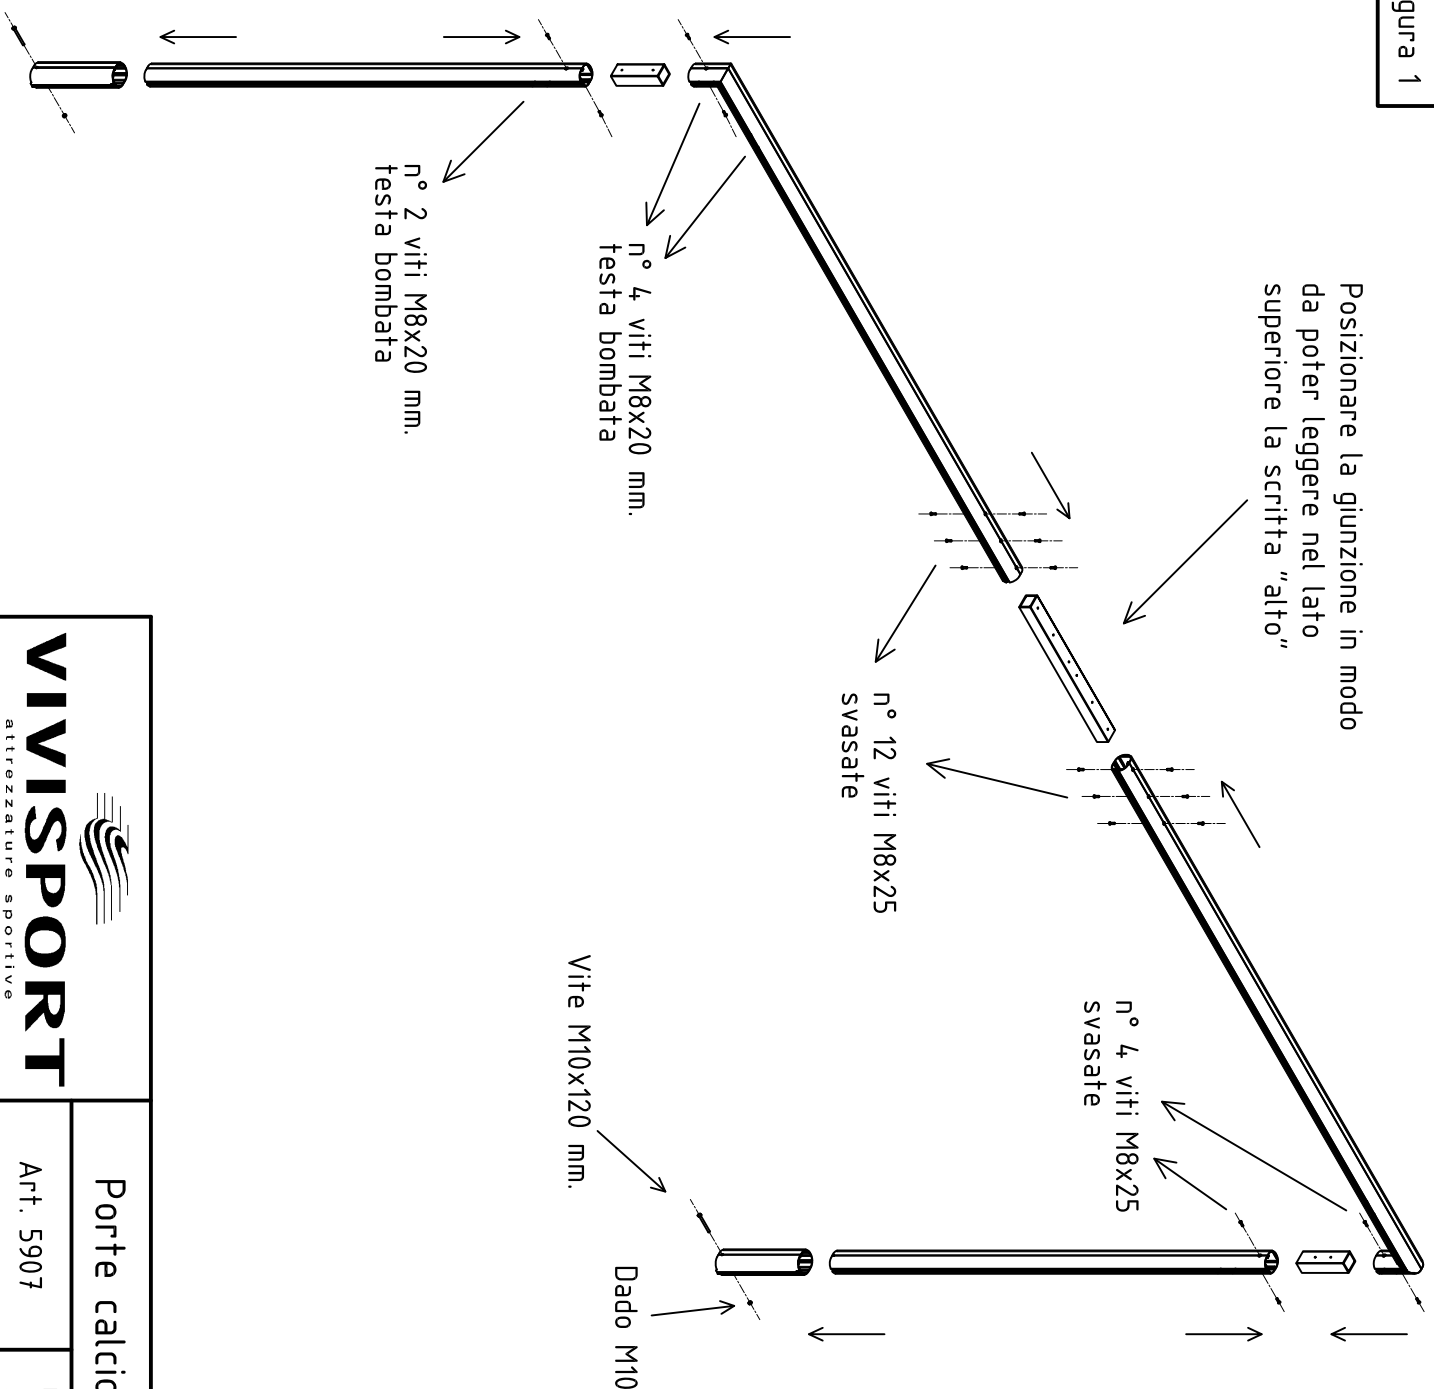 gura 1
Posizionare la giunzione in modo
da poter leggere nel lato
superiore la scritta "alto"
n° 2 viti M8x20 mm.
testa bombata
n° 4 viti M8x20 mm.
testa bombata
n° 12 viti M8x25
svasate
n° 4 viti M8x25
svasate
Vite M10x120 mm.
Dado M10
VIVISPORT
attrezzature sportive
Porte calcio
Art. 5907